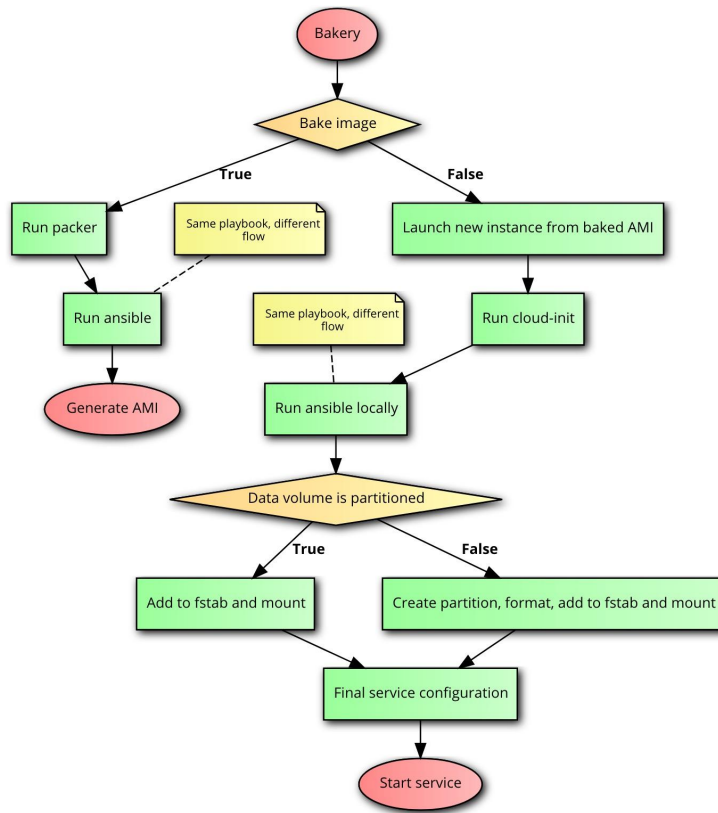 Bakery
Bake image
True
False
Run packer
Same playbook, different
flow
Launch new instance from baked AMI
Run ansible
Same playbook, different
flow
Run cloud-init
Generate AMI
Run ansible locally
Data volume is partitioned
True
False
Add to fstab and mount
Create partition, format, add to fstab and mount
Final service configuration
Start service